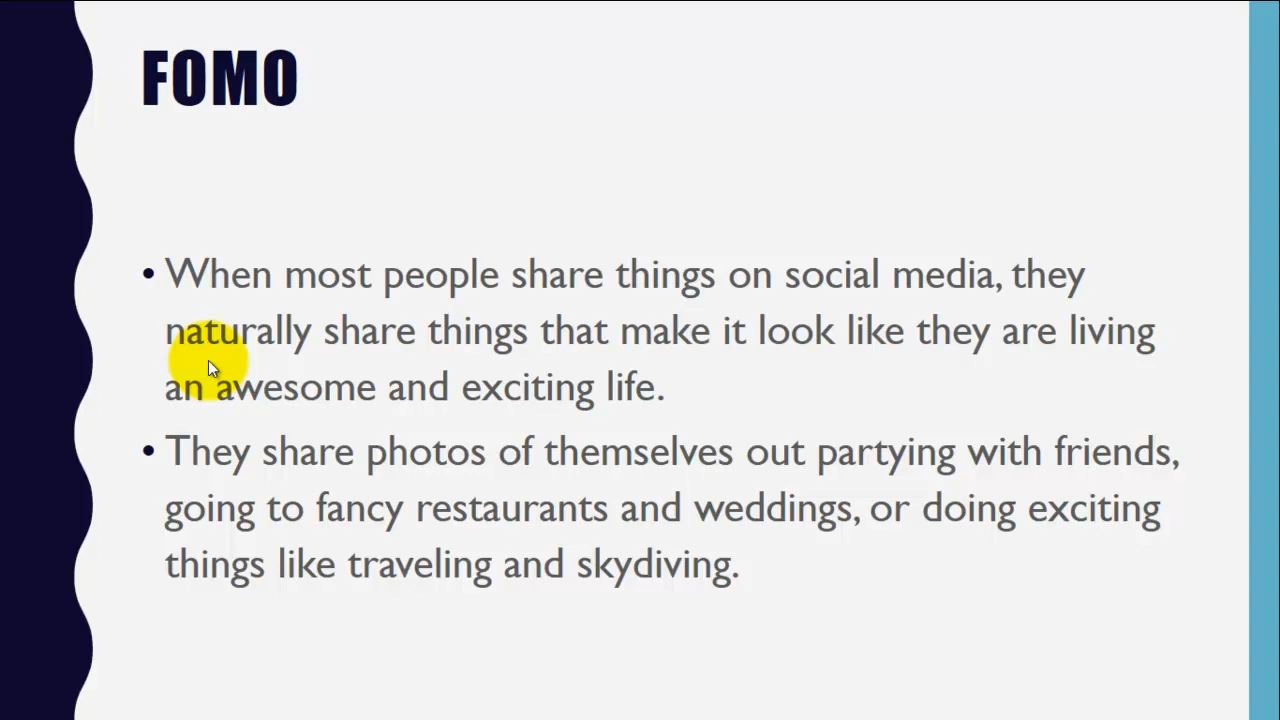 FOMO
• When most people share things on social media, they
naturally share things that make it look like they are living
an awesome and exciting life.
• They share photos of themselves out partying with friends,
going to fancy restaurants and weddings, or doing exciting
things like traveling and skydiving.